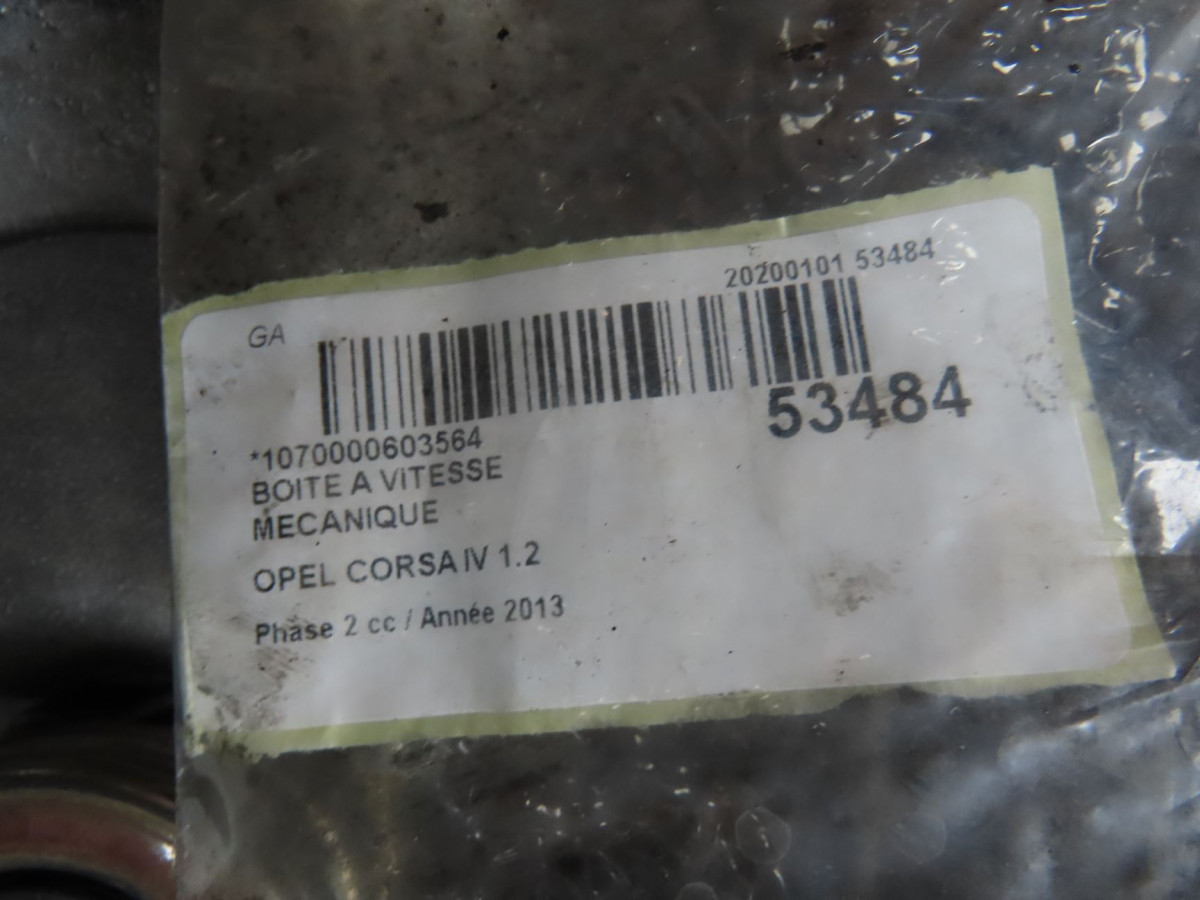 20200101 53484
GA
53484
*1070000603564
BOITE A VITESSE
MECANIQUE
OPEL CORSA IV 1.2
Phase 2 cc / Année 2013